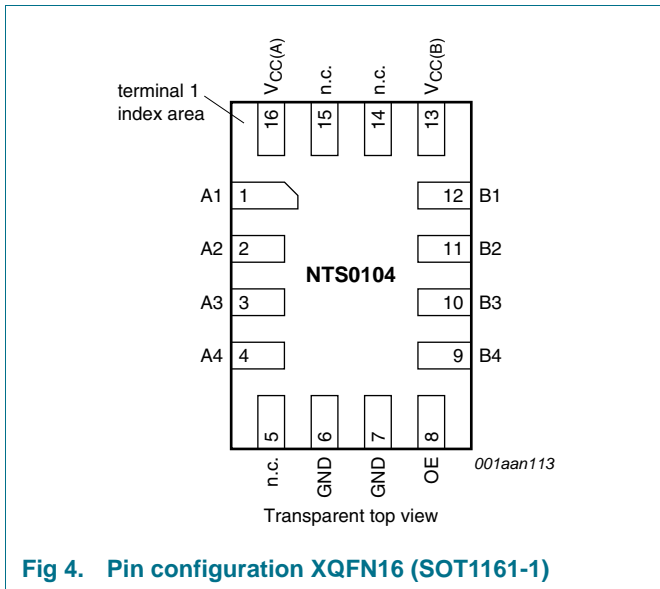 VCC(A) n.c. n.c. VCC(B)
terminal 1
index area
16 15 14 13
A1 1 12 B1
A2 2 11 B2
NTS0104
A3 3 10 B3
A4 4 9 B4
5 6 7 8
n.c. GND GND OE
001aan113
Transparent top view
Fig 4. Pin configuration XQFN16 (SOT1161-1)